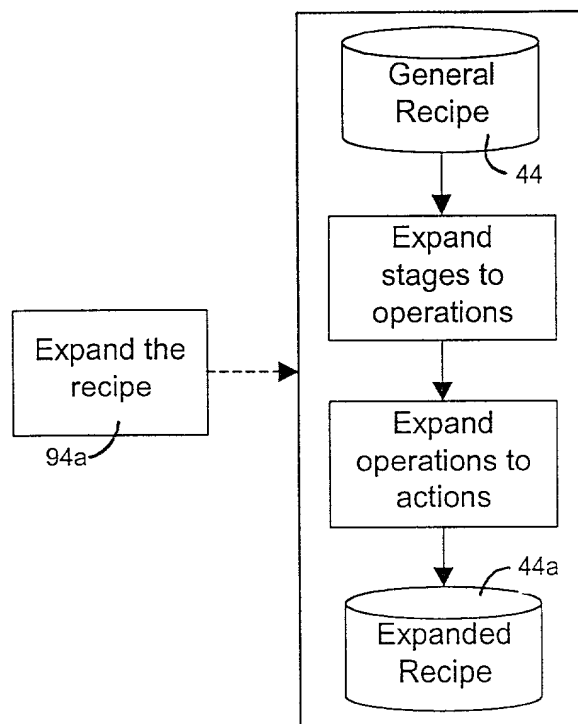 General
Recipe
44
Expand
stages to
operations
Expand the
recipe
94a
Expand
operations to
actions
44a
Expanded
Recipe